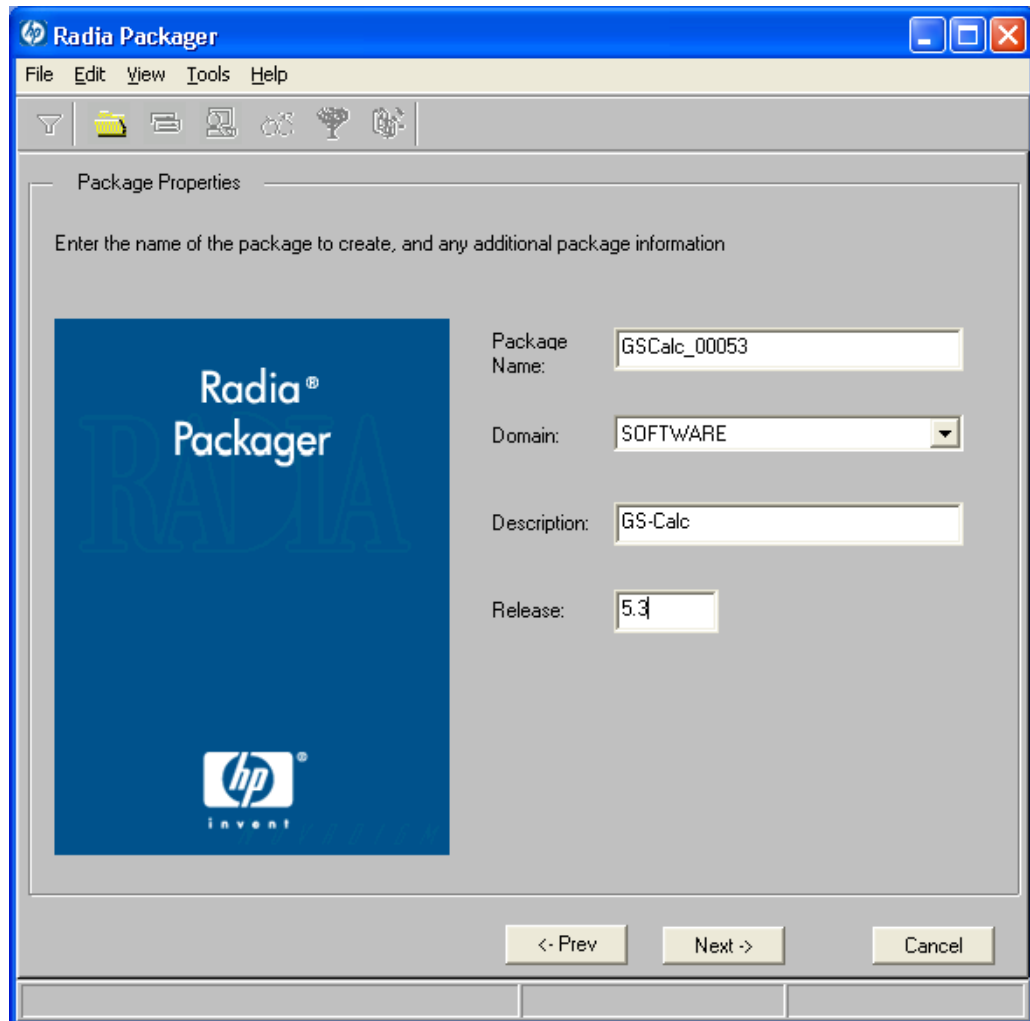 Radia Packager
File Edit View Tools Help
Package Properties
Enter the name of the package to create, and any additional package information
Radia®
Packager
RADIA
hp®
invent
NOVADIGM
Package
Name:
GSCalc_00053
Domain:
SOFTWARE
Description:
GS-Calc
Release:
5.3
<- Prev
Next ->
Cancel